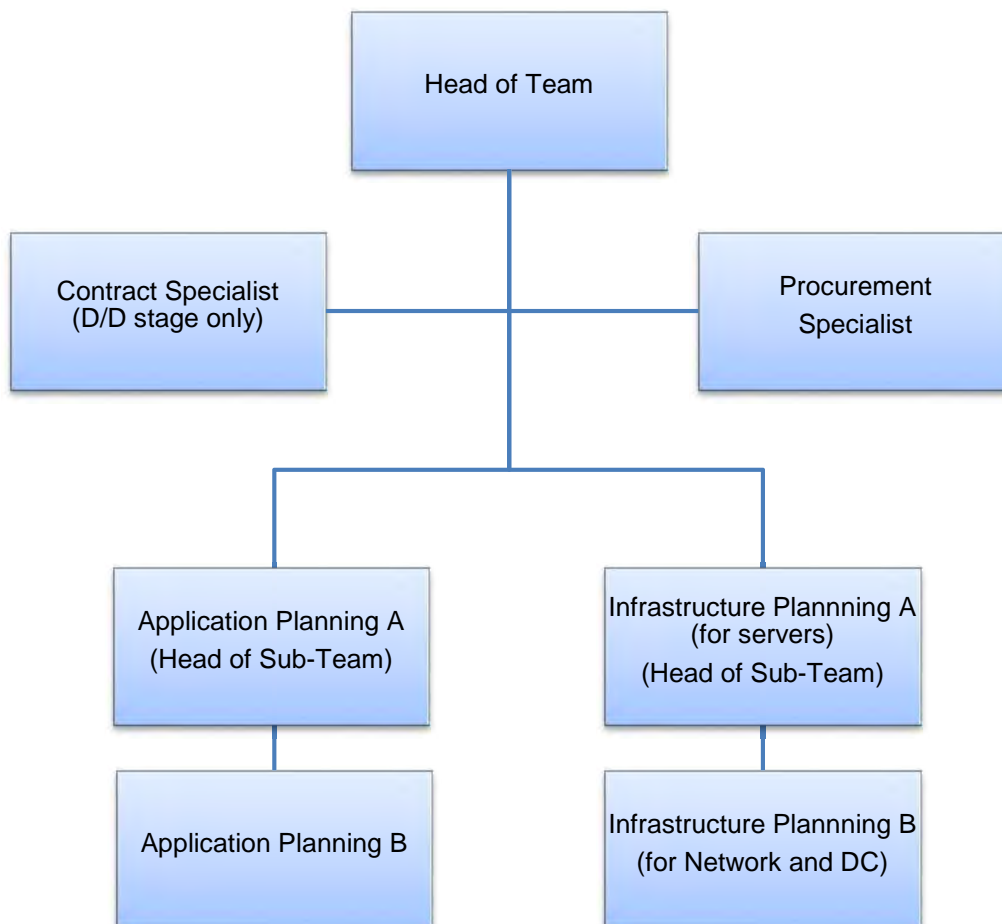 Head of Team
Contract Specialist
(D/D stage only)
Procurement
Specialist
Application Planning A
(Head of Sub-Team)
Infrastructure Plannning A
(for servers)
(Head of Sub-Team)
Application Planning B
Infrastructure Plannning B
(for Network and DC)